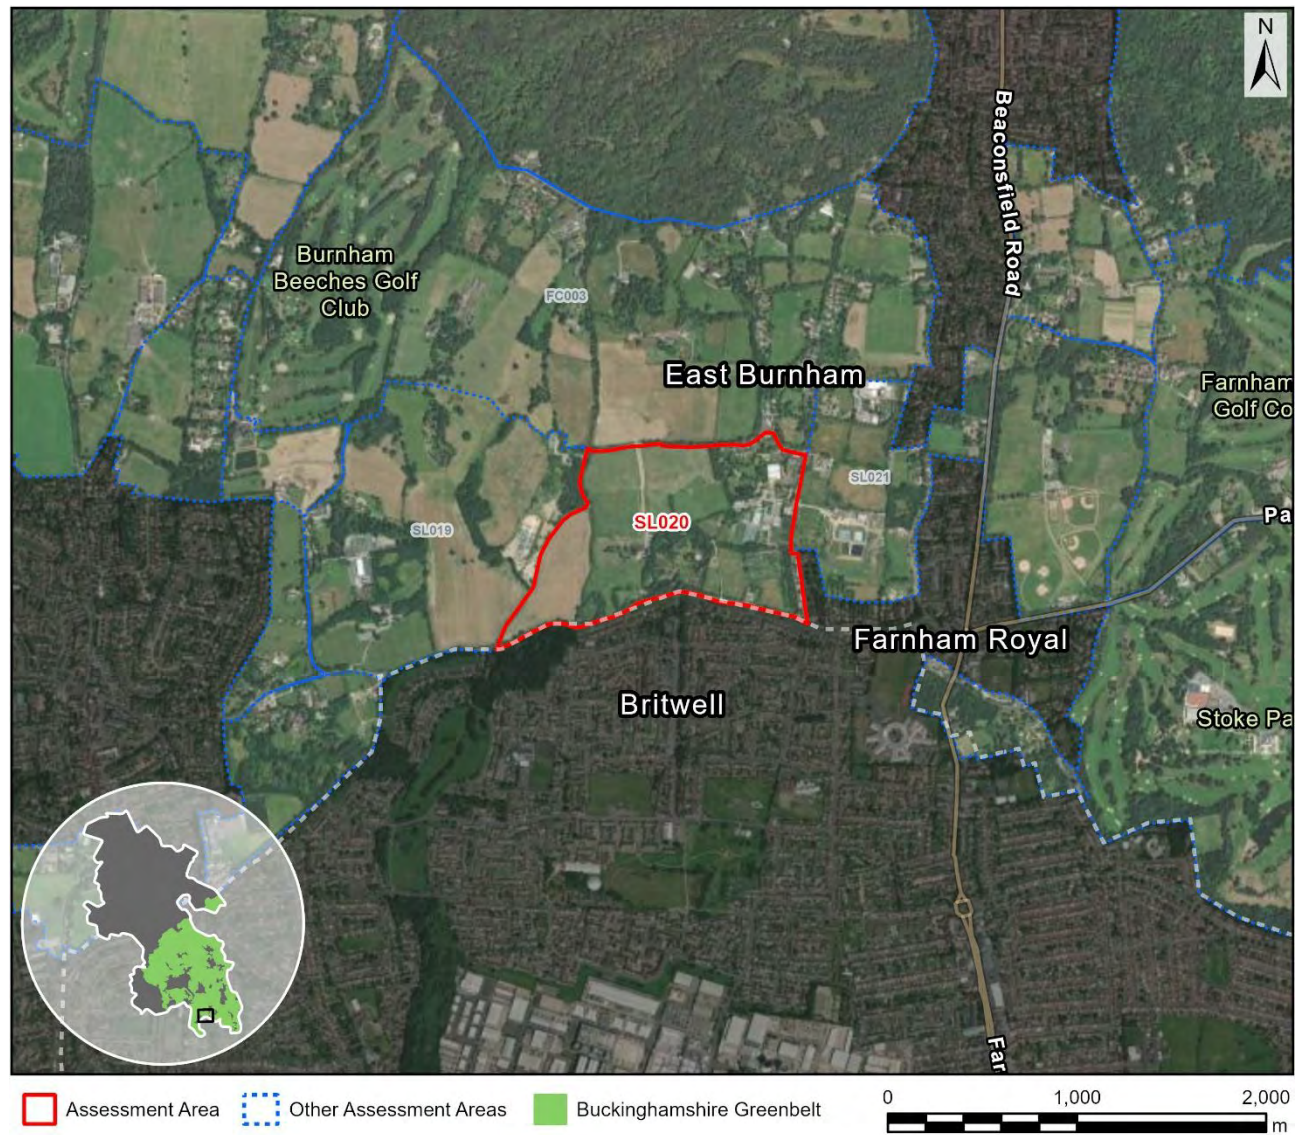 N
Beaconsfield Road
Burnham
Beeches Golf
Club
FC003
East Burnham
Farnham
Golf Co
SL021
SL020
SL019
Pa
Farnham Royal
Britwell
Stoke Pa
Far
Assessment Area
Other Assessment Areas
Buckinghamshire Greenbelt
0 1,000 2,000
m